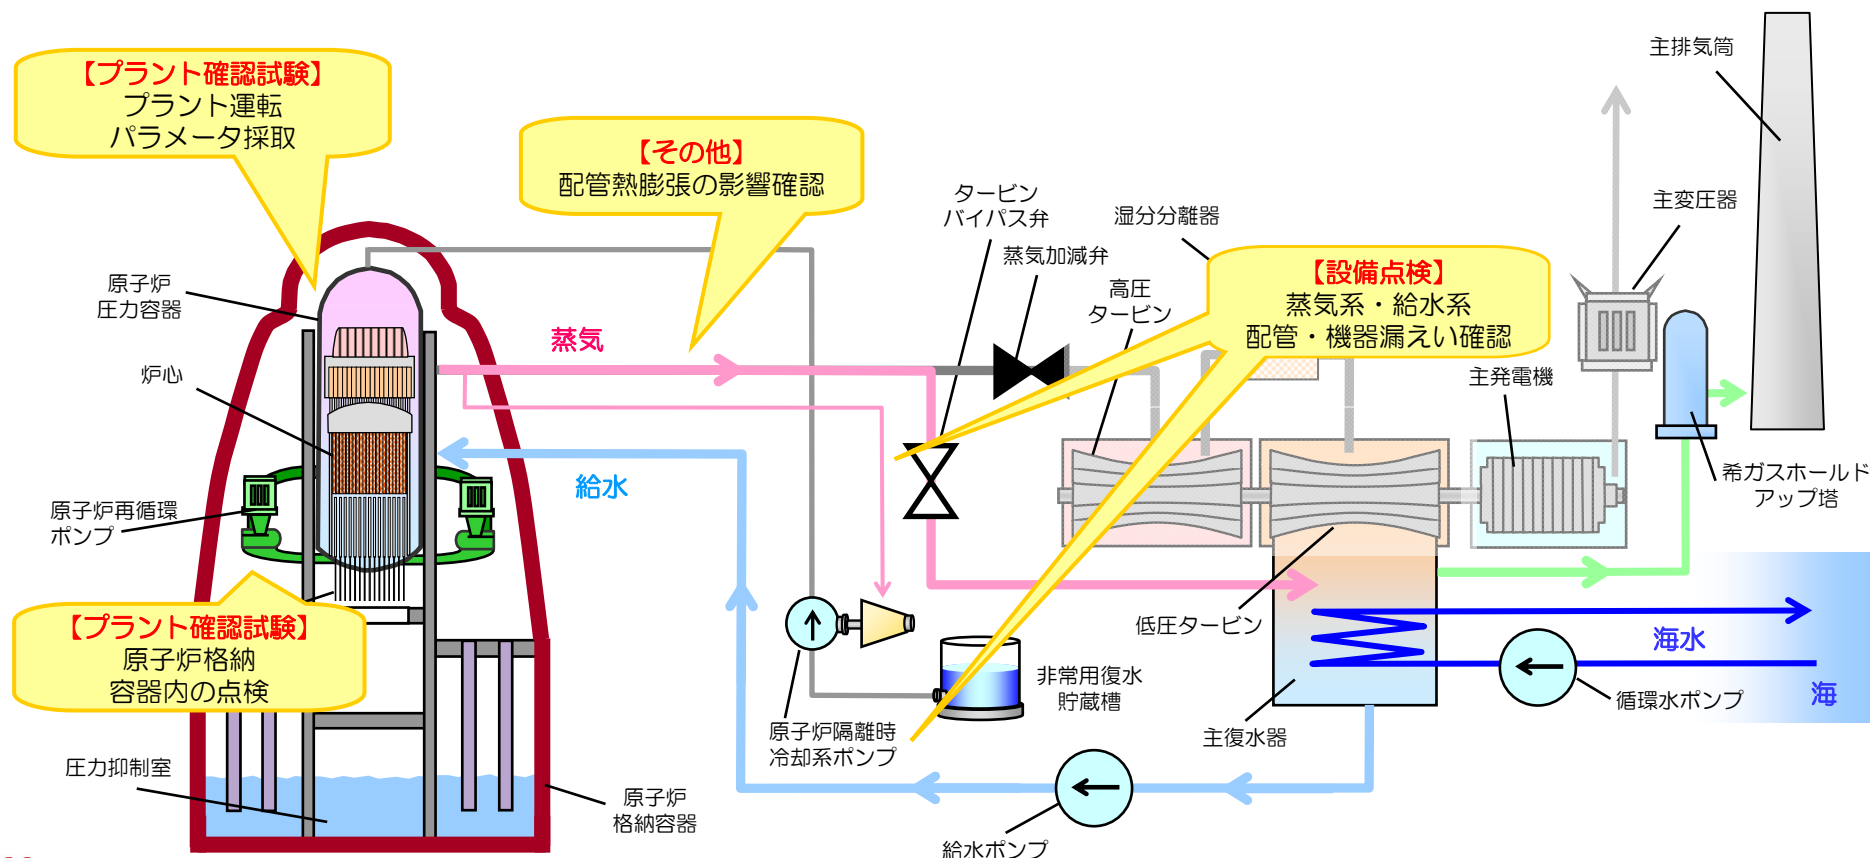 【プラント確認試験】
プラント運転
パラメータ採取
【その他】
配管熱膨張の影響確認
タービン
バイパス弁
蒸気加減弁
湿分分離器
高圧
タービン
【設備点検】
蒸気系・給水系
配管・機器漏えい確認
主排気筒
主変圧器
主発電機
希ガスホールド
アップ塔
原子炉
圧力容器
炉心
原子炉再循環
ポンプ
蒸気
給水
【プラント確認試験】
原子炉格納
容器内の点検
圧力抑制室
原子炉
格納容器
原子炉隔離時
冷却系ポンプ
非常用復水
貯蔵槽
低圧タービン
主復水器
海水
循環水ポンプ
海
給水ポンプ